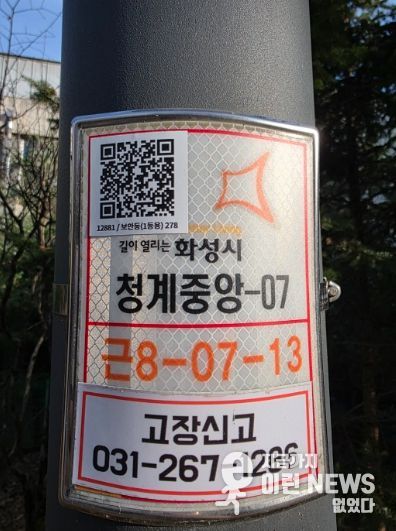 12881 / 보안등(1등용) 278
길이 열리는 화성시
청계중앙-07
근8-07-13
고장신고
031-267-1206
지금까지
이런 NEWS
없었다